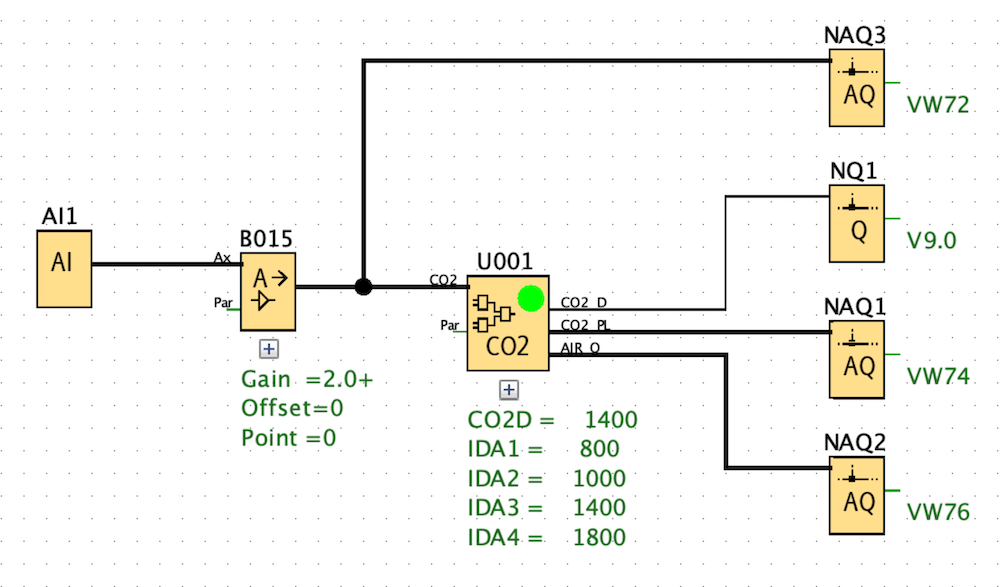 NAQ3
AQ
VW72
NQ1
Q
V9.0
AI1
AI
B015
Ax
A→
Par
Gain =2.0+
Offset=0
Point =0
U001
CO2
Par
CO2
CO2_D
CO2_PL
AIR_Q
CO2D = 1400
IDA1 = 800
IDA2 = 1000
IDA3 = 1400
IDA4 = 1800
NAQ1
AQ
VW74
NAQ2
AQ
VW76